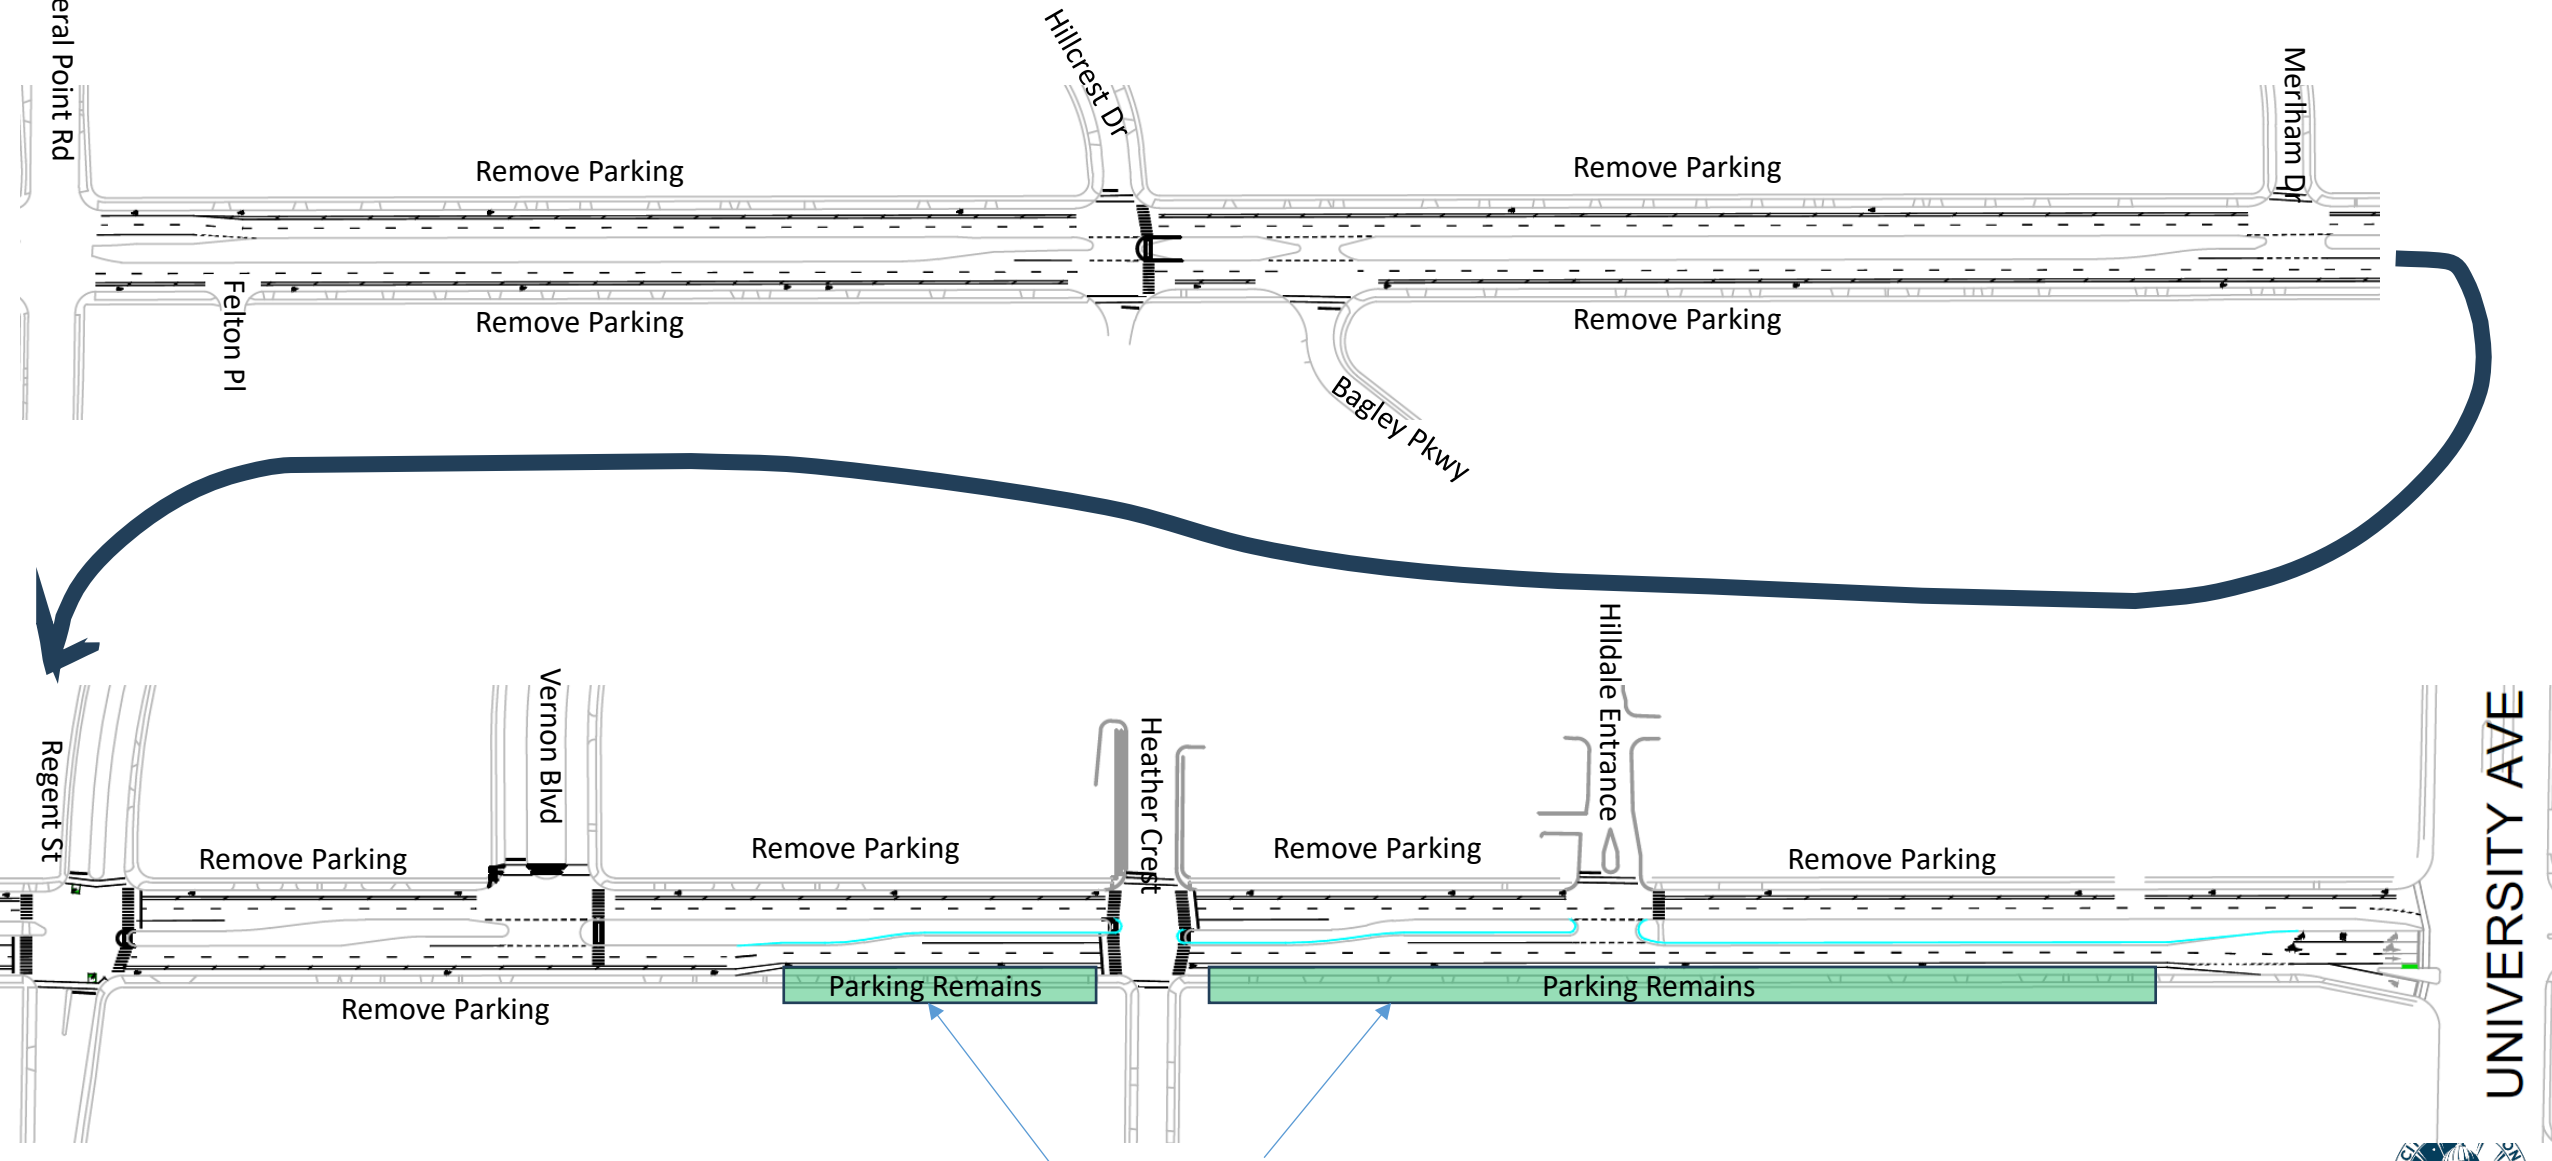 eral Point Rd
Hillcrest Dr
Merlham Dr
Remove Parking
Remove Parking
Felton Pl
Remove Parking
Remove Parking
Bagley Pkwy
Hilldale Entrance
Vernon Blvd
Heather Crest
UNIVERSITY AVE
Regent St
Remove Parking
Remove Parking
Remove Parking
Remove Parking
Parking Remains
Parking Remains
Remove Parking